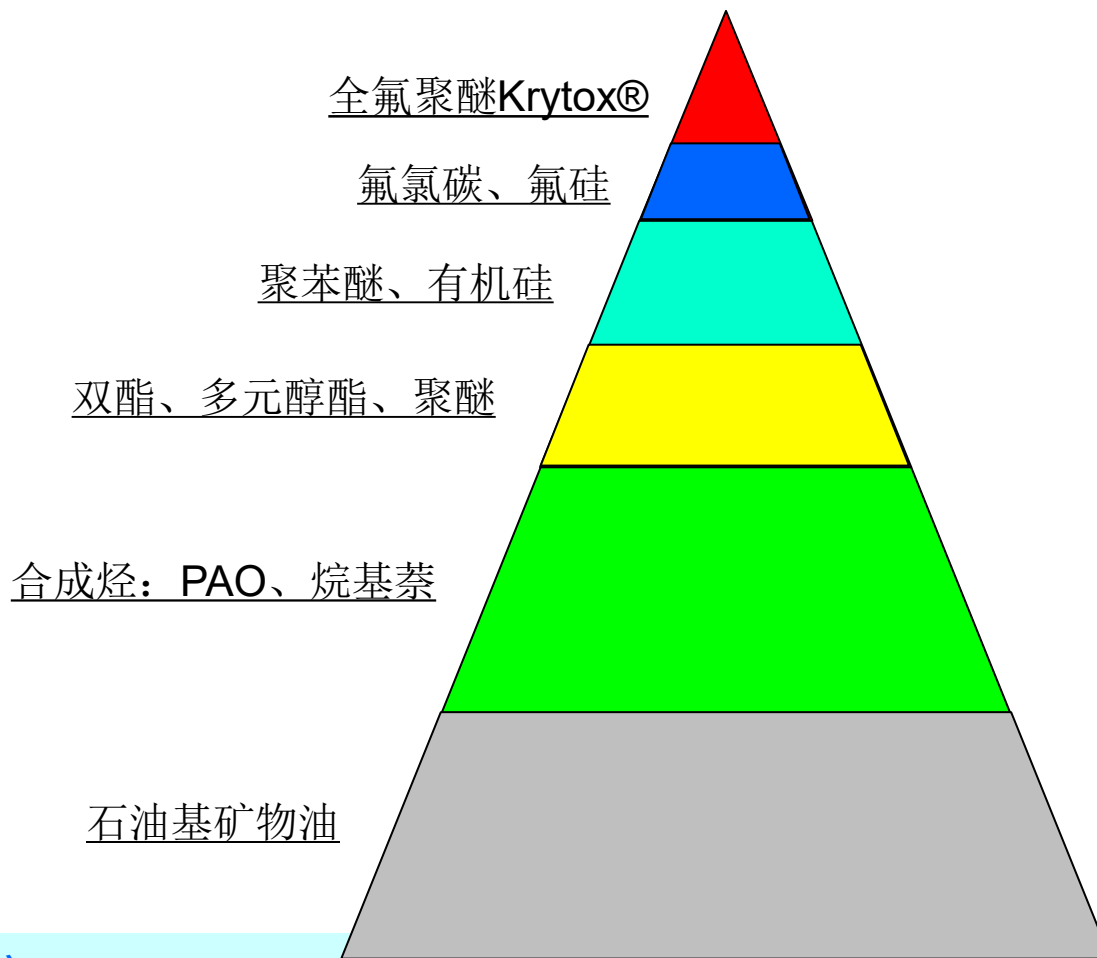 全氟聚醚Krytox®
氟氯碳、氟硅
聚苯醚、有机硅
双酯、多元醇酯、聚醚
合成烃：PAO、烷基萘
石油基矿物油